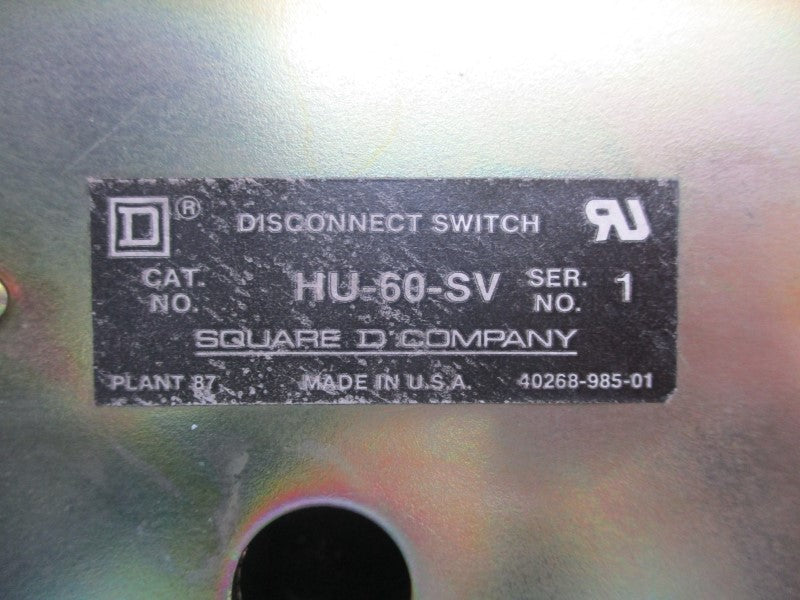 D ® DISCONNECT SWITCH RU
CAT. NO. HU-60-SV SER. NO. 1
SQUARE D COMPANY
PLANT 87 MADE IN U.S.A. 40268-985-01